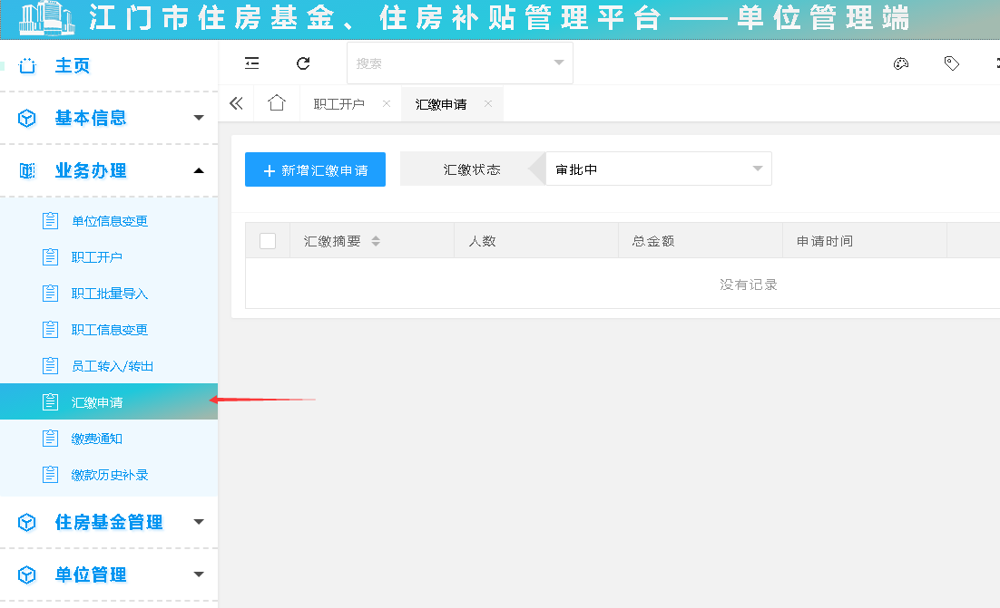 江门市住房基金、住房补贴管理平台——单位管理端
主页
基本信息
业务办理
单位信息变更
职工开户
职工批量导入
职工信息变更
员工转入/转出
汇缴申请
缴费通知
缴款历史补录
住房基金管理
单位管理
搜索
职工开户 汇缴申请
新增汇缴申请 汇缴状态 审批中
汇缴摘要 人数 总金额 申请时间
没有记录